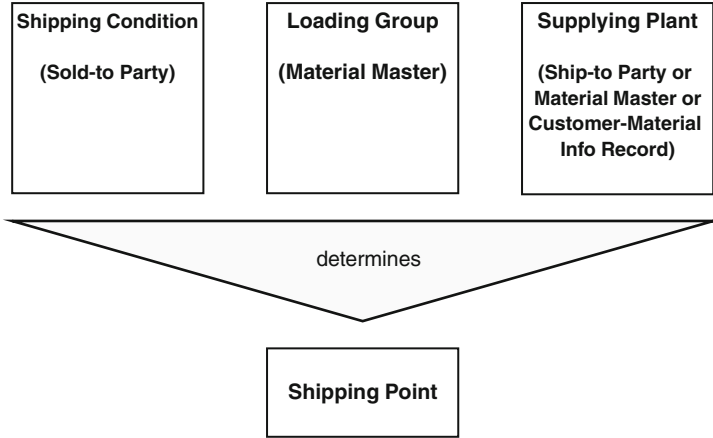 Shipping Condition
(Sold-to Party)
Loading Group
(Material Master)
Supplying Plant
(Ship-to Party or
Material Master or
Customer-Material
Info Record)
determines
Shipping Point